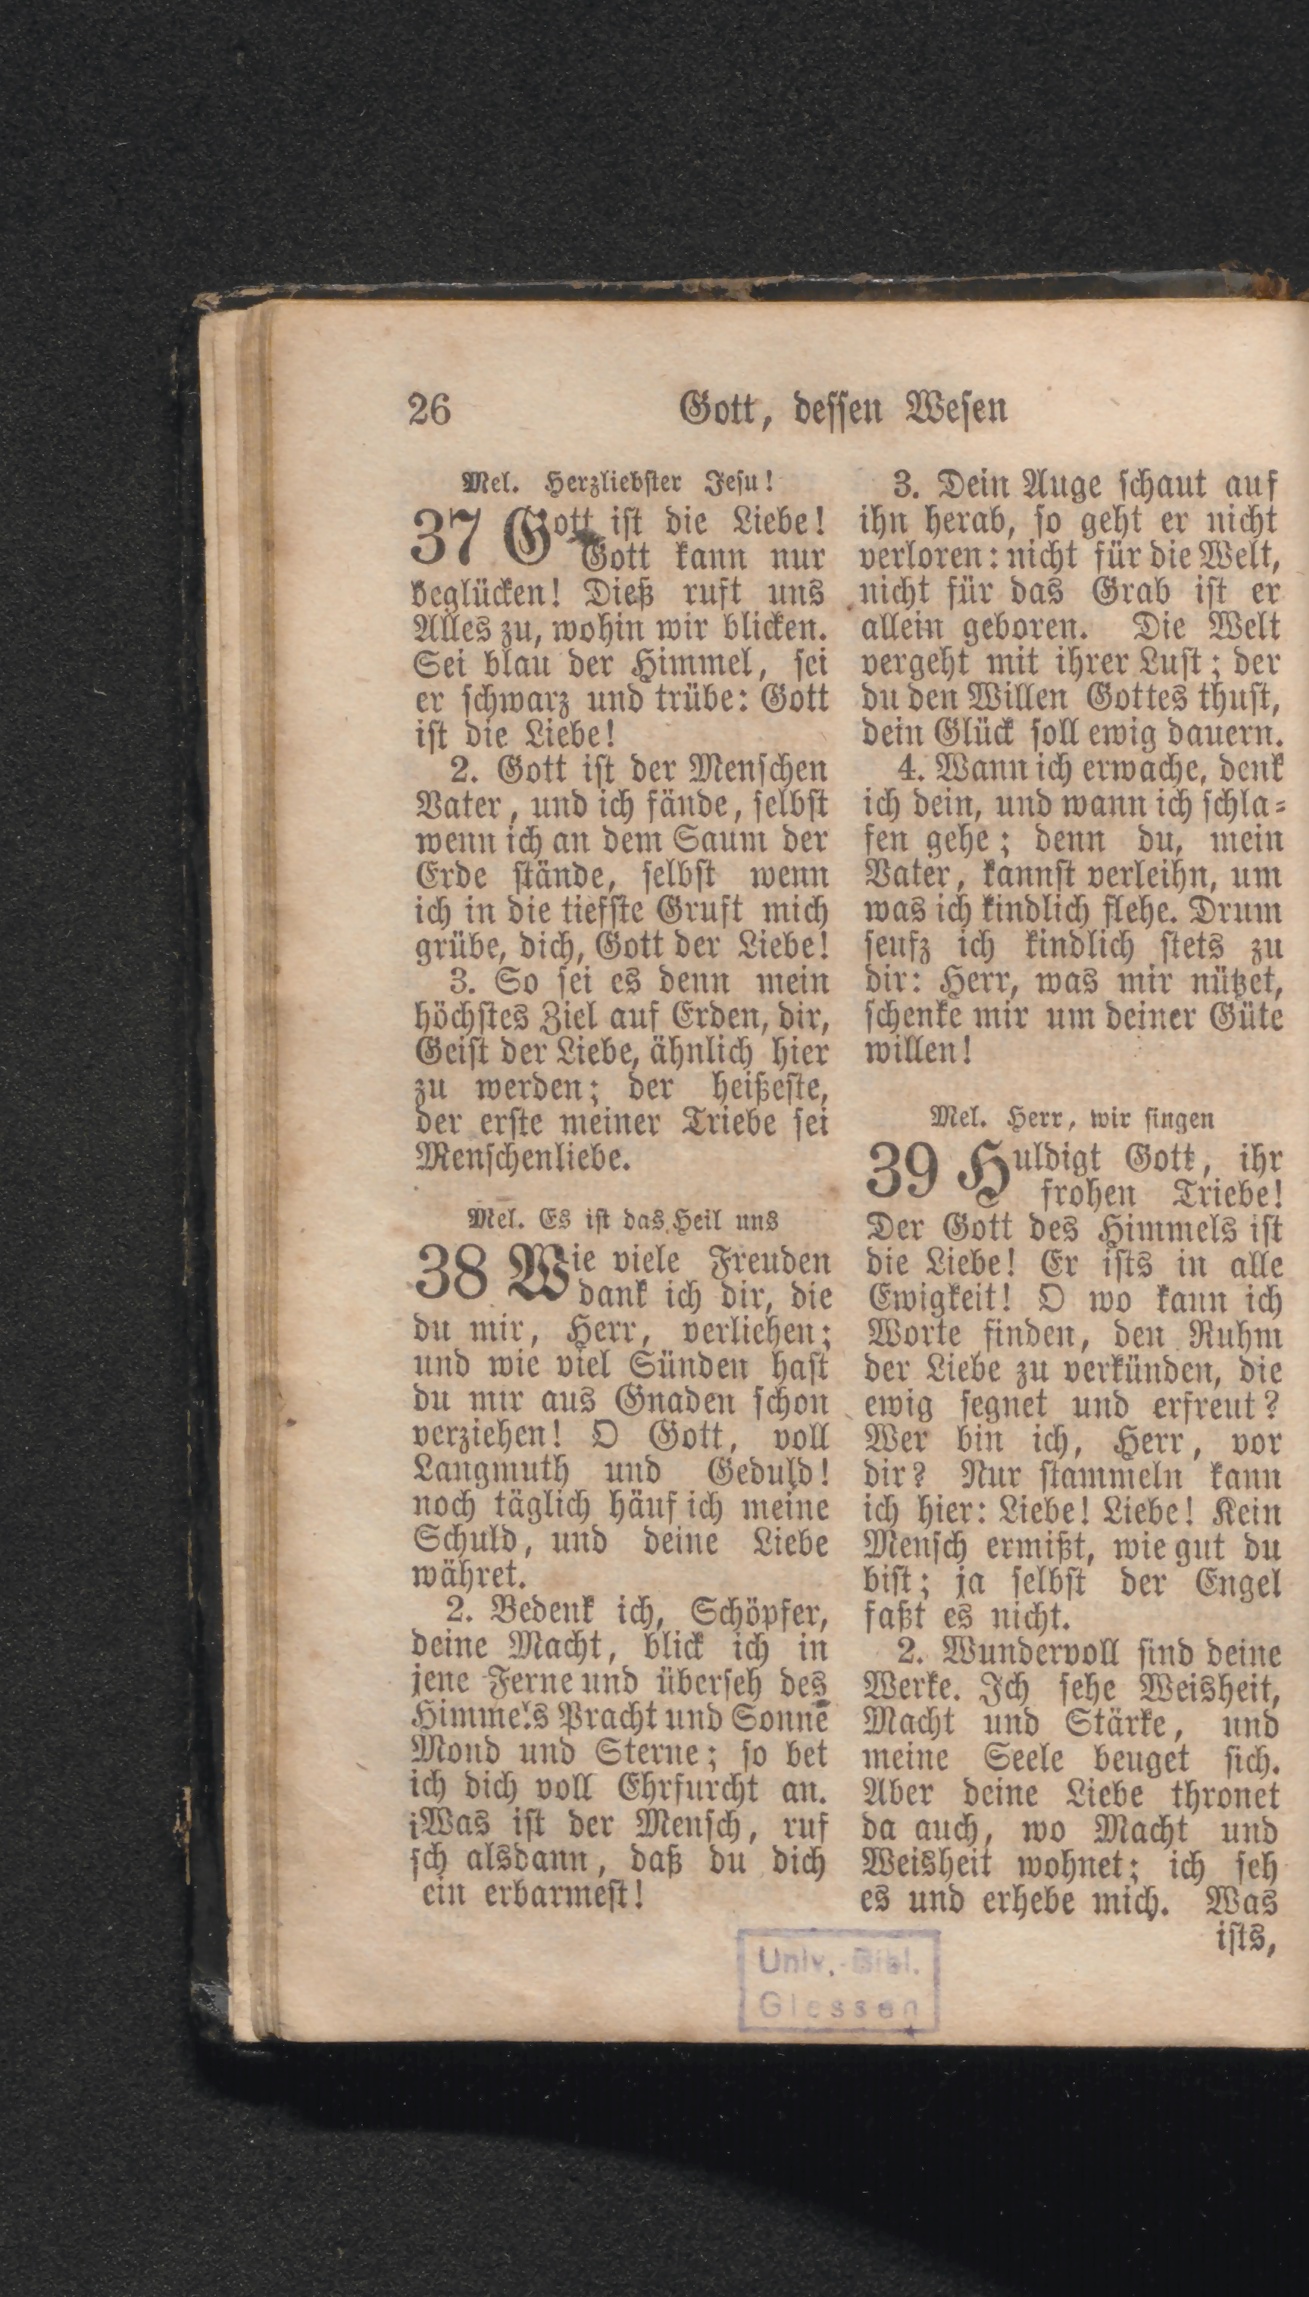 26
Gott, dessen Wesen
Mel. Herzliebster Jesu!
37 Gott ist die Liebe!
Gott kann nur
beglücken! Dieß ruft uns
Alles zu, wohin wir blicken.
Sei blau der Himmel, sei
er schwarz und trübe: Gott
ist die Liebe!
2. Gott ist der Menschen
Vater, und ich fände, selbst
wenn ich an dem Saum der
Erde stände, selbst wenn
ich in die tiefste Gruft mich
grübe, dich, Gott der Liebe!
3. So sei es denn mein
höchstes Ziel auf Erden, dir,
Geist der Liebe, ähnlich hier
zu werden; der heißeste,
der erste meiner Triebe sei
Menschenliebe.
Mel. Es ist das Heil uns
38 Wie viele Freuden
dank ich dir, die
du mir, Herr, verliehen;
und wie viel Sünden hast
du mir aus Gnaden schon
verziehen! O Gott, voll
Langmuth und Geduld!
noch täglich häuf ich meine
Schuld, und deine Liebe
währet.
2. Bedenk ich, Schöpfer,
deine Macht, blick ich in
jene Ferne und überseh des
Himmels Pracht und Sonne
Mond und Sterne; so bet
ich dich voll Ehrfurcht an.
iWas ist der Mensch, ruf
sch alsdann, daß du dich
ein erbarmest!
3. Dein Auge schaut auf
ihn herab, so geht er nicht
verloren: nicht für die Welt,
nicht für das Grab ist er
allein geboren. Die Welt
vergeht mit ihrer Lust; der
du den Willen Gottes thust,
dein Glück soll ewig dauern.
4. Wann ich erwache, denk
ich dein, und wann ich schla-
fen gehe; denn du, mein
Vater, kannst verleihn, um
was ich kindlich flehe. Drum
seufz ich kindlich stets zu
dir: Herr, was mir nützet,
schenke mir um deiner Güte
willen!
Mel. Herr, wir singen
39 Huldigt Gott, ihr
frohen Triebe!
Der Gott des Himmels ist
die Liebe! Er ists in alle
Ewigkeit! O wo kann ich
Worte finden, den Ruhm
der Liebe zu verkünden, die
ewig segnet und erfreut?
Wer bin ich, Herr, vor
dir? Nur stammeln kann
ich hier: Liebe! Liebe! Kein
Mensch ermißt, wie gut du
bist; ja selbst der Engel
faßt es nicht.
2. Wundervoll sind deine
Werke. Ich sehe Weisheit,
Macht und Stärke, und
meine Seele beuget sich.
Aber deine Liebe thronet
da auch, wo Macht und
Weisheit wohnet; ich seh
es und erhebe mich. Was
ists,
Univ.-Bibl.
Giessen